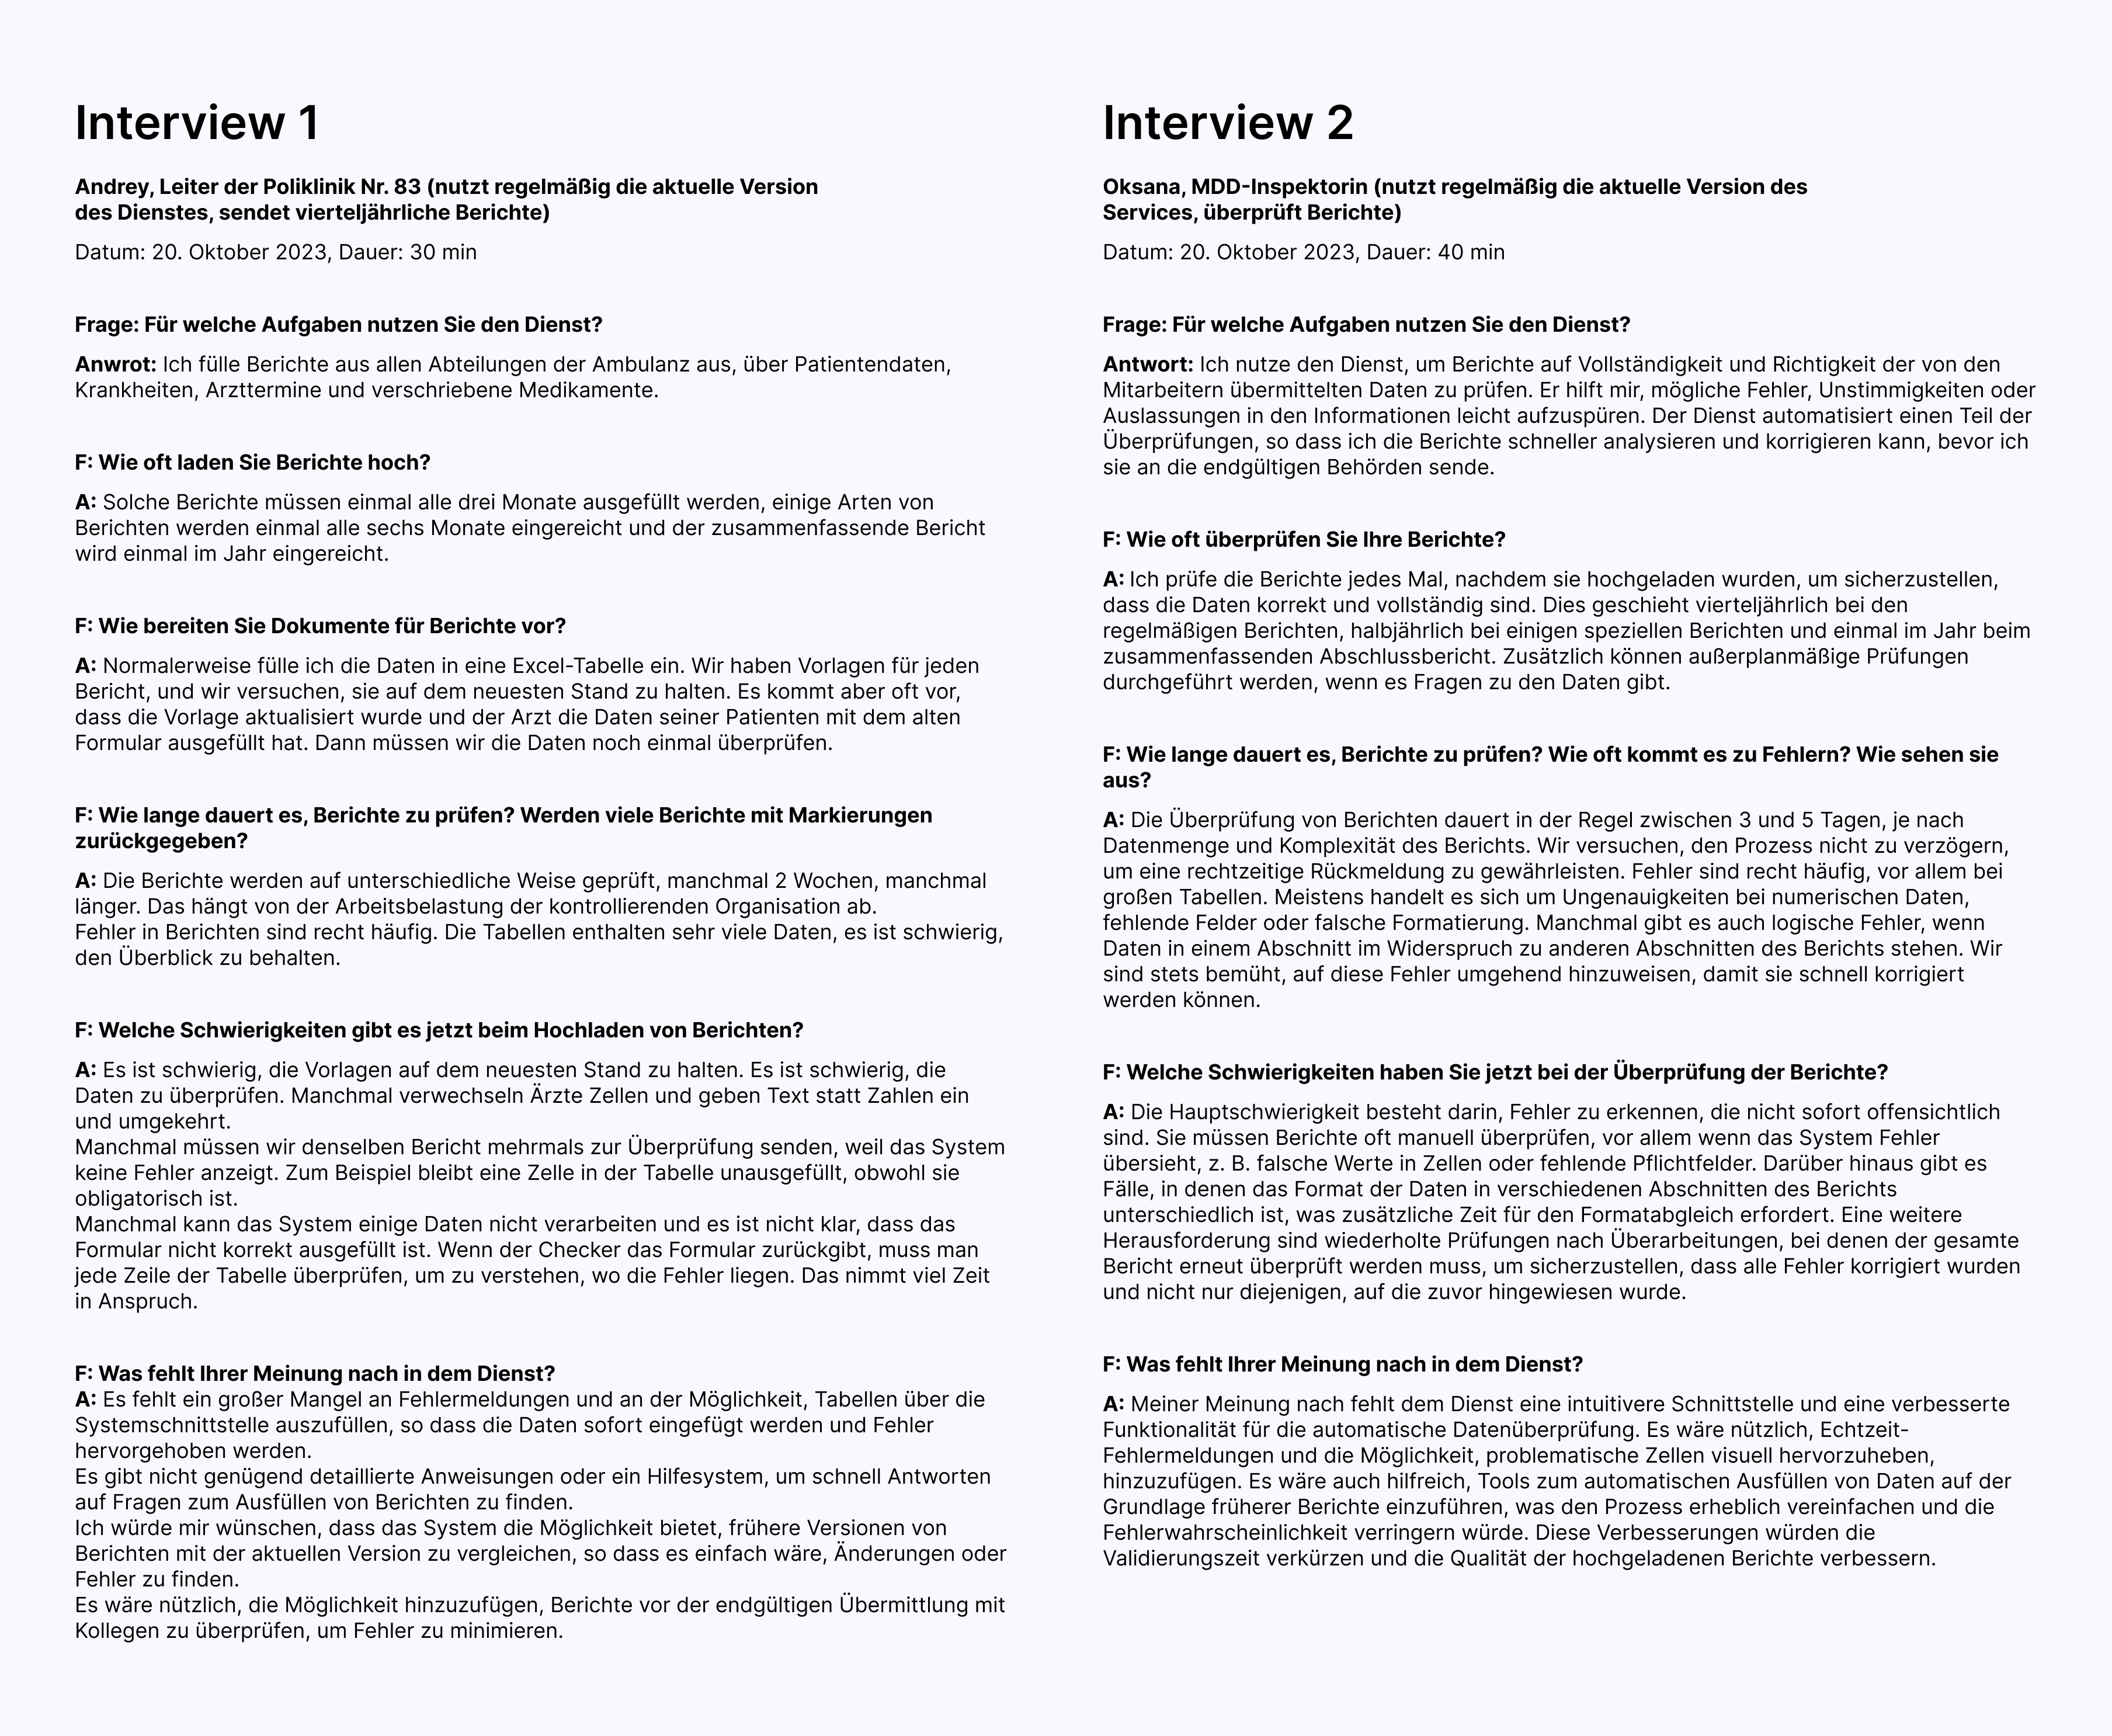 Interview 1
Andrey, Leiter der Poliklinik Nr. 83 (nutzt regelmäßig die aktuelle Version
des Dienstes, sendet vierteljährliche Berichte)
Datum: 20. Oktober 2023, Dauer: 30 min
Frage: Für welche Aufgaben nutzen Sie den Dienst?
Anwrot: Ich fülle Berichte aus allen Abteilungen der Ambulanz aus, über Patientendaten,
Krankheiten, Arzttermine und verschriebene Medikamente.
F: Wie oft laden Sie Berichte hoch?
A: Solche Berichte müssen einmal alle drei Monate ausgefüllt werden, einige Arten von
Berichten werden einmal alle sechs Monate eingereicht und der zusammenfassende Bericht
wird einmal im Jahr eingereicht.
F: Wie bereiten Sie Dokumente für Berichte vor?
A: Normalerweise fülle ich die Daten in eine Excel-Tabelle ein. Wir haben Vorlagen für jeden
Bericht, und wir versuchen, sie auf dem neuesten Stand zu halten. Es kommt aber oft vor,
dass die Vorlage aktualisiert wurde und der Arzt die Daten seiner Patienten mit dem alten
Formular ausgefüllt hat. Dann müssen wir die Daten noch einmal überprüfen.
F: Wie lange dauert es, Berichte zu prüfen? Werden viele Berichte mit Markierungen
zurückgegeben?
A: Die Berichte werden auf unterschiedliche Weise geprüft, manchmal 2 Wochen, manchmal
länger. Das hängt von der Arbeitsbelastung der kontrollierenden Organisation ab.
Fehler in Berichten sind recht häufig. Die Tabellen enthalten sehr viele Daten, es ist schwierig,
den Überblick zu behalten.
F: Welche Schwierigkeiten gibt es jetzt beim Hochladen von Berichten?
A: Es ist schwierig, die Vorlagen auf dem neuesten Stand zu halten. Es ist schwierig, die
Daten zu überprüfen. Manchmal verwechseln Ärzte Zellen und geben Text statt Zahlen ein
und umgekehrt.
Manchmal müssen wir denselben Bericht mehrmals zur Überprüfung senden, weil das System
keine Fehler anzeigt. Zum Beispiel bleibt eine Zelle in der Tabelle unausgefüllt, obwohl sie
obligatorisch ist.
Manchmal kann das System einige Daten nicht verarbeiten und es ist nicht klar, dass das
Formular nicht korrekt ausgefüllt ist. Wenn der Checker das Formular zurückgibt, muss man
jede Zeile der Tabelle überprüfen, um zu verstehen, wo die Fehler liegen. Das nimmt viel Zeit
in Anspruch.
F: Was fehlt Ihrer Meinung nach in dem Dienst?
A: Es fehlt ein großer Mangel an Fehlermeldungen und an der Möglichkeit, Tabellen über die
Systemschnittstelle auszufüllen, so dass die Daten sofort eingefügt werden und Fehler
hervorgehoben werden.
Es gibt nicht genügend detaillierte Anweisungen oder ein Hilfesystem, um schnell Antworten
auf Fragen zum Ausfüllen von Berichten zu finden.
Ich würde mir wünschen, dass das System die Möglichkeit bietet, frühere Versionen von
Berichten mit der aktuellen Version zu vergleichen, so dass es einfach wäre, Änderungen oder
Fehler zu finden.
Es wäre nützlich, die Möglichkeit hinzuzufügen, Berichte vor der endgültigen Übermittlung mit
Kollegen zu überprüfen, um Fehler zu minimieren.
Interview 2
Oksana, MDD-Inspektorin (nutzt regelmäßig die aktuelle Version des
Services, überprüft Berichte)
Datum: 20. Oktober 2023, Dauer: 40 min
Frage: Für welche Aufgaben nutzen Sie den Dienst?
Antwort: Ich nutze den Dienst, um Berichte auf Vollständigkeit und Richtigkeit der von den
Mitarbeitern übermittelten Daten zu prüfen. Er hilft mir, mögliche Fehler, Unstimmigkeiten oder
Auslassungen in den Informationen leicht aufzuspüren. Der Dienst automatisiert einen Teil der
Überprüfungen, so dass ich die Berichte schneller analysieren und korrigieren kann, bevor ich
sie an die endgültigen Behörden sende.
F: Wie oft überprüfen Sie Ihre Berichte?
A: Ich prüfe die Berichte jedes Mal, nachdem sie hochgeladen wurden, um sicherzustellen,
dass die Daten korrekt und vollständig sind. Dies geschieht vierteljährlich bei den
regelmäßigen Berichten, halbjährlich bei einigen speziellen Berichten und einmal im Jahr beim
zusammenfassenden Abschlussbericht. Zusätzlich können außerplanmäßige Prüfungen
durchgeführt werden, wenn es Fragen zu den Daten gibt.
F: Wie lange dauert es, Berichte zu prüfen? Wie oft kommt es zu Fehlern? Wie sehen sie
aus?
A: Die Überprüfung von Berichten dauert in der Regel zwischen 3 und 5 Tagen, je nach
Datenmenge und Komplexität des Berichts. Wir versuchen, den Prozess nicht zu verzögern,
um eine rechtzeitige Rückmeldung zu gewährleisten. Fehler sind recht häufig, vor allem bei
großen Tabellen. Meistens handelt es sich um Ungenauigkeiten bei numerischen Daten,
fehlende Felder oder falsche Formatierung. Manchmal gibt es auch logische Fehler, wenn
Daten in einem Abschnitt im Widerspruch zu anderen Abschnitten des Berichts stehen. Wir
sind stets bemüht, auf diese Fehler umgehend hinzuweisen, damit sie schnell korrigiert
werden können.
F: Welche Schwierigkeiten haben Sie jetzt bei der Überprüfung der Berichte?
A: Die Hauptschwierigkeit besteht darin, Fehler zu erkennen, die nicht sofort offensichtlich
sind. Sie müssen Berichte oft manuell überprüfen, vor allem wenn das System Fehler
übersieht, z. B. falsche Werte in Zellen oder fehlende Pflichtfelder. Darüber hinaus gibt es
Fälle, in denen das Format der Daten in verschiedenen Abschnitten des Berichts
unterschiedlich ist, was zusätzliche Zeit für den Formatabgleich erfordert. Eine weitere
Herausforderung sind wiederholte Prüfungen nach Überarbeitungen, bei denen der gesamte
Bericht erneut überprüft werden muss, um sicherzustellen, dass alle Fehler korrigiert wurden
und nicht nur diejenigen, auf die zuvor hingewiesen wurde.
F: Was fehlt Ihrer Meinung nach in dem Dienst?
A: Meiner Meinung nach fehlt dem Dienst eine intuitivere Schnittstelle und eine verbesserte
Funktionalität für die automatische Datenüberprüfung. Es wäre nützlich, Echtzeit-
Fehlermeldungen und die Möglichkeit, problematische Zellen visuell hervorzuheben,
hinzuzufügen. Es wäre auch hilfreich, Tools zum automatischen Ausfüllen von Daten auf der
Grundlage früherer Berichte einzuführen, was den Prozess erheblich vereinfachen und die
Fehlerwahrscheinlichkeit verringern würde. Diese Verbesserungen würden die
Validierungszeit verkürzen und die Qualität der hochgeladenen Berichte verbessern.